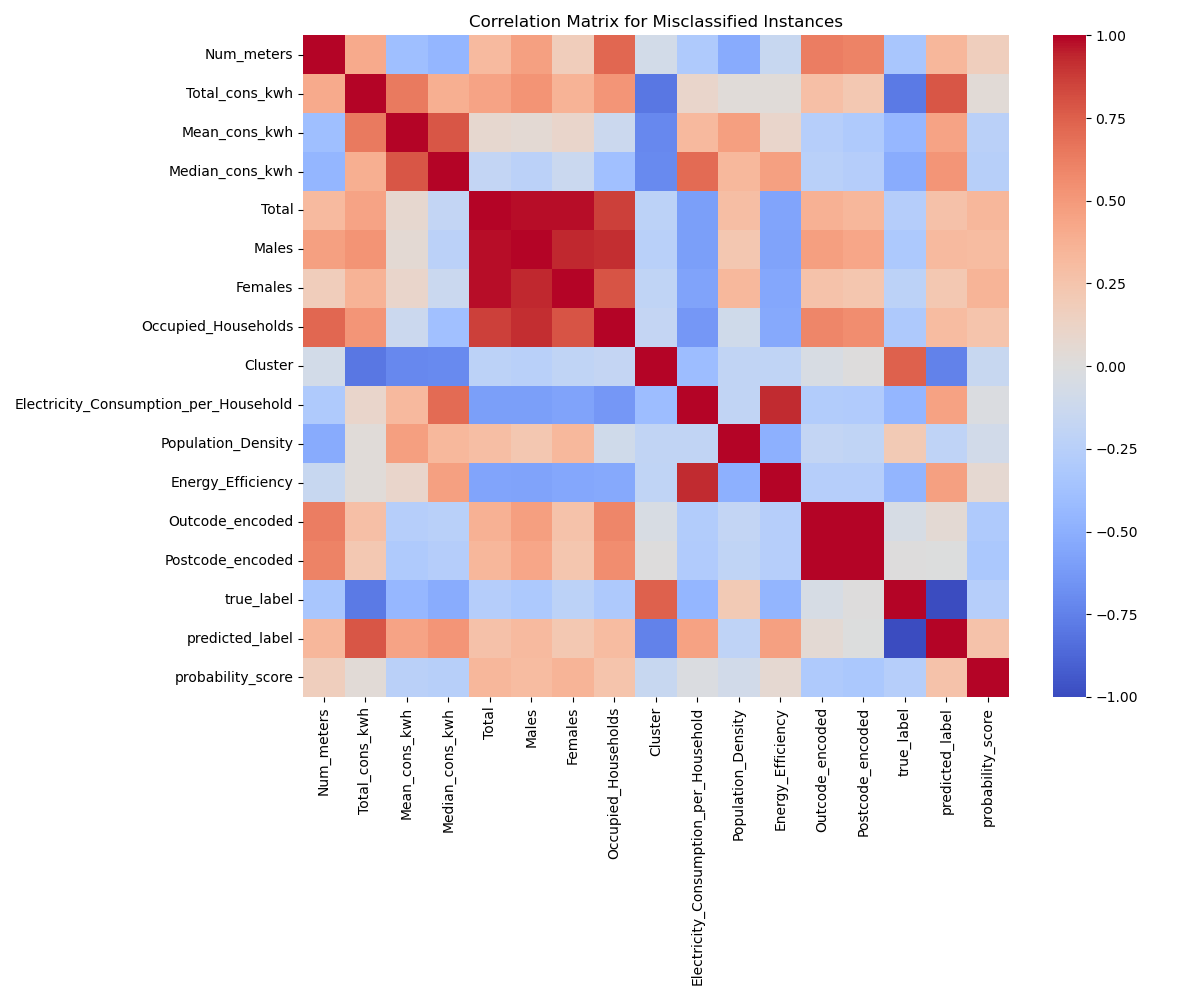 Correlation Matrix for Misclassified Instances
Num_meters
Total_cons_kwh
Mean_cons_kwh
Median_cons_kwh
Total
Males
Females
Occupied_Households
Cluster
Electricity_Consumption_per_Household
Population_Density
Energy_Efficiency
Outcode_encoded
Postcode_encoded
true_label
predicted_label
probability_score
Num_meters
Total_cons_kwh
Mean_cons_kwh
Median_cons_kwh
Total
Males
Females
Occupied_Households
Cluster
Electricity_Consumption_per_Household
Population_Density
Energy_Efficiency
Outcode_encoded
Postcode_encoded
true_label
predicted_label
probability_score
1.00
0.75
0.50
0.25
0.00
−0.25
−0.50
−0.75
−1.00